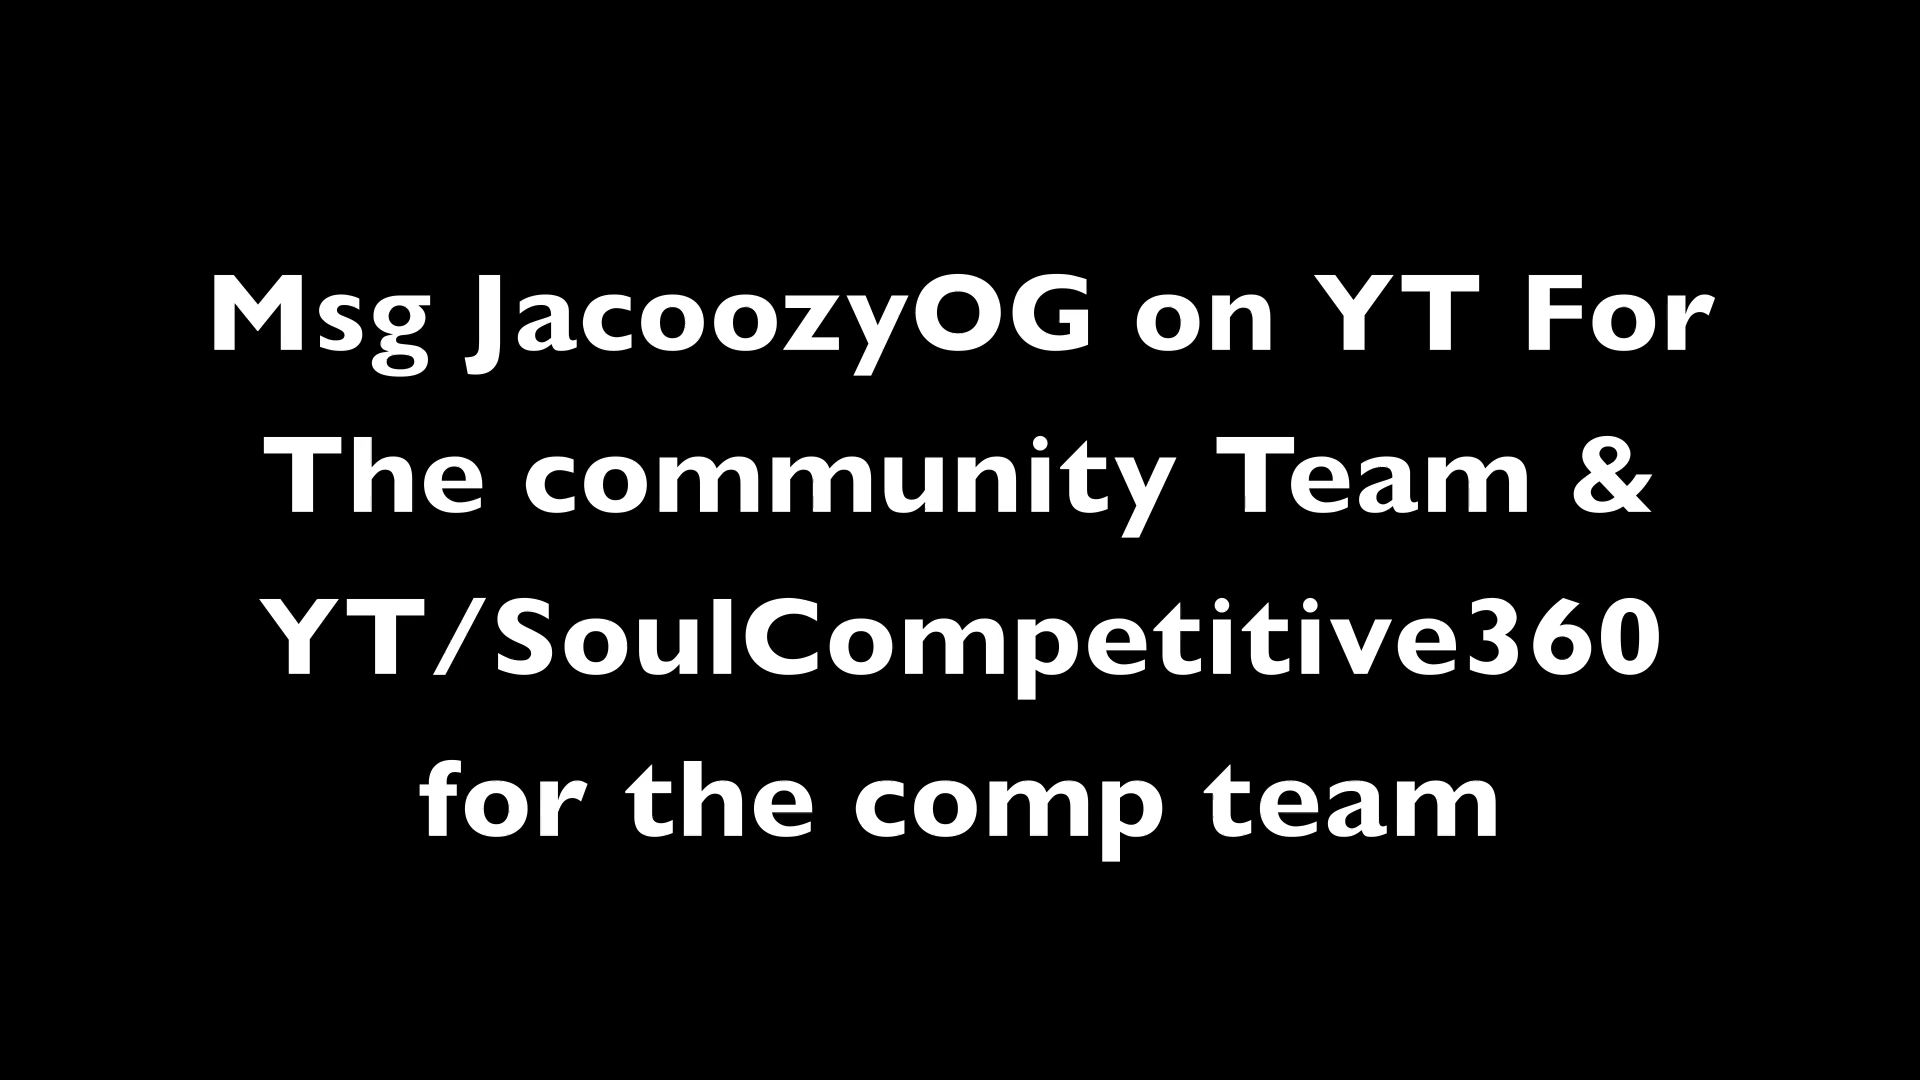 Msg JacoozyOG on YT For
The community Team &
YT/SoulCompetitive360
for the comp team